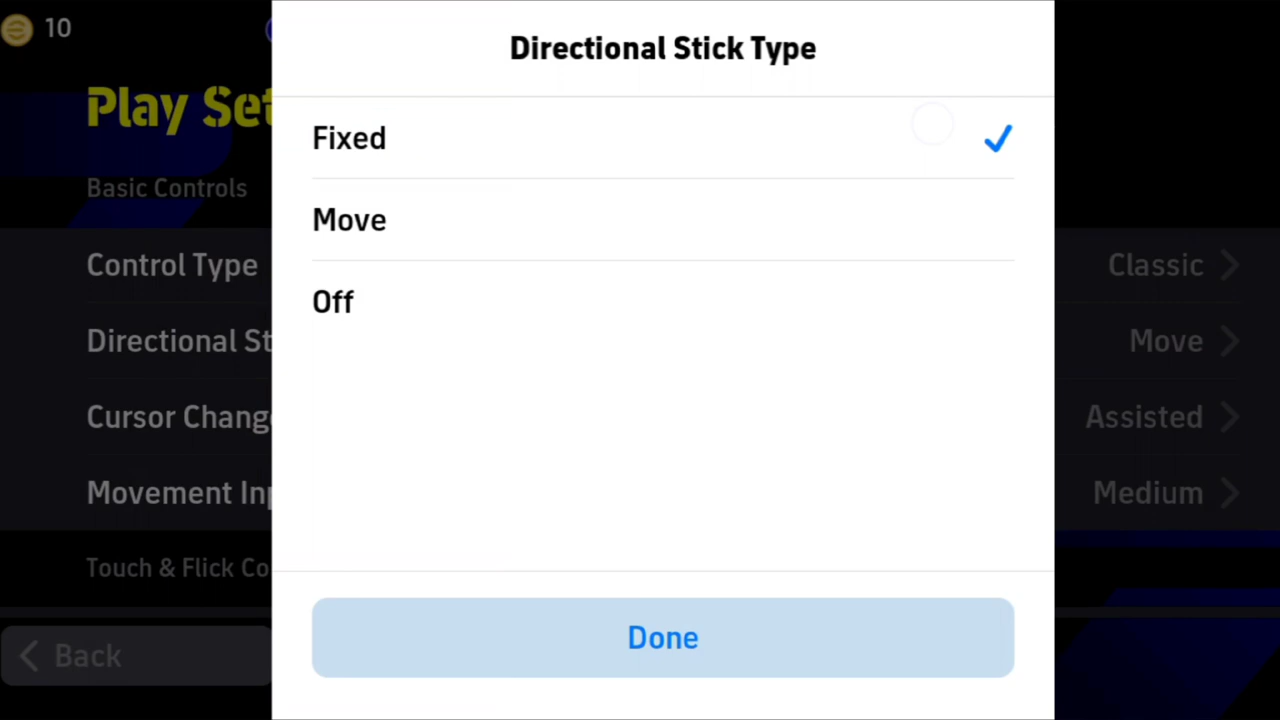 10
Directional Stick Type
Play Set
Fixed
Basic Controls
Move
Control Type
Classic
Off
Directional St
Move
Cursor Change
Assisted
Movement Inp
Medium
Touch & Flick Co
Done
Back